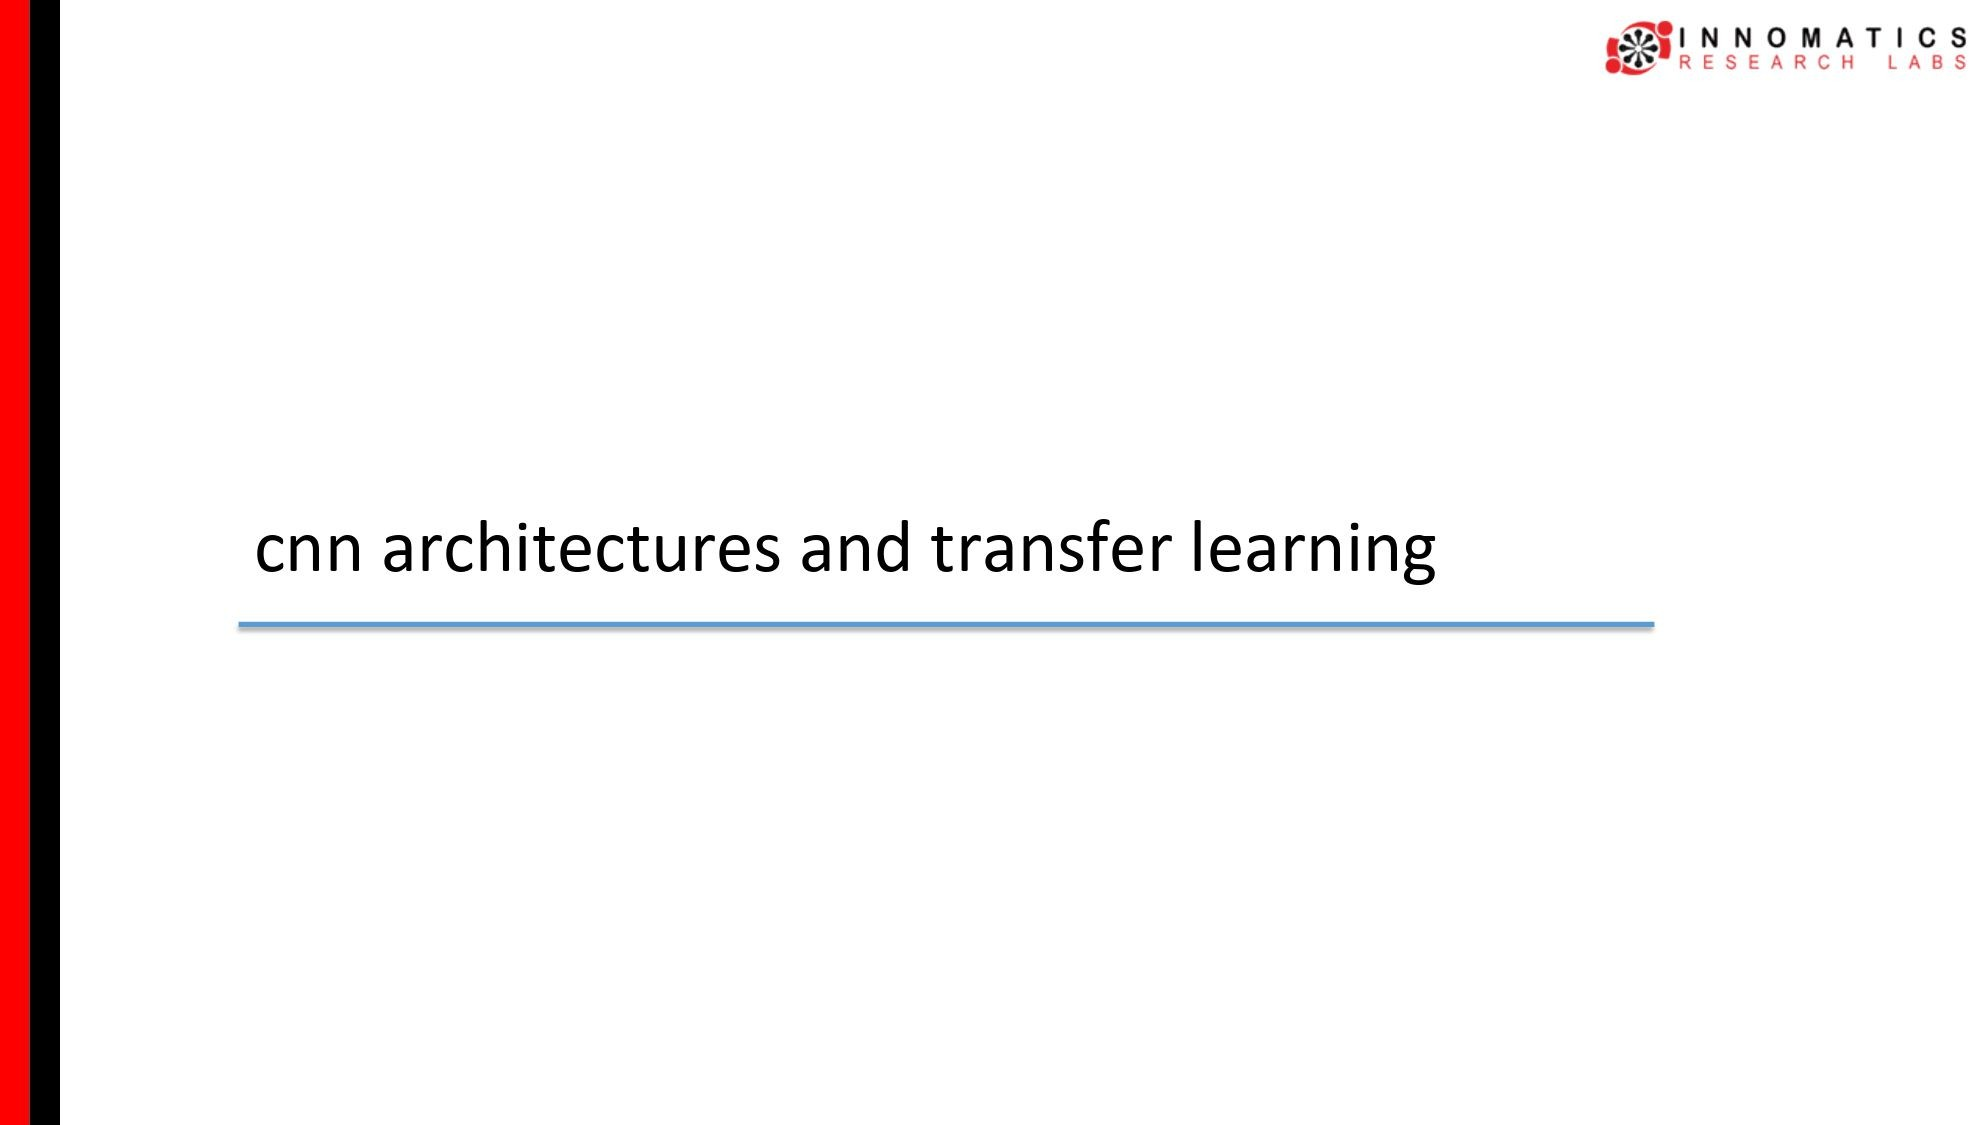 INNOMATICS
RESEARCH LABS
cnn architectures and transfer learning